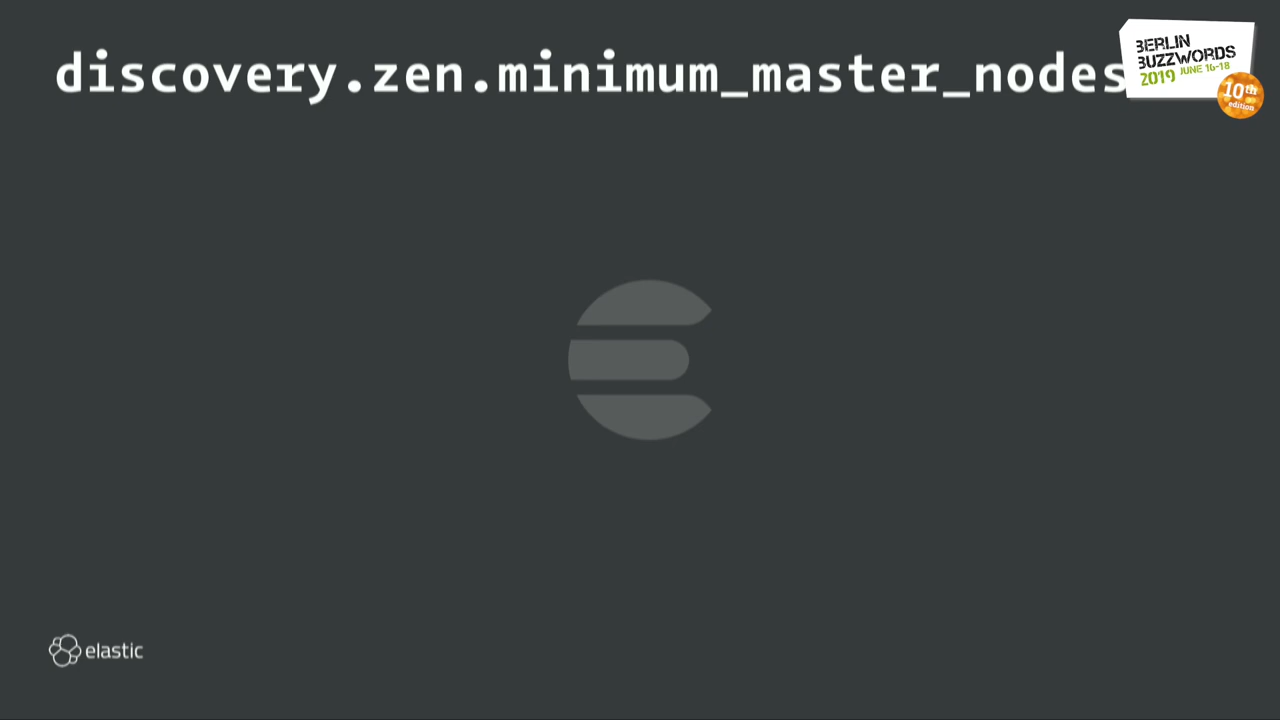 discovery.zen.minimum_master_nodes
BERLIN
BUZZWORDS
2019 JUNE 16-18
10th
edition
elastic